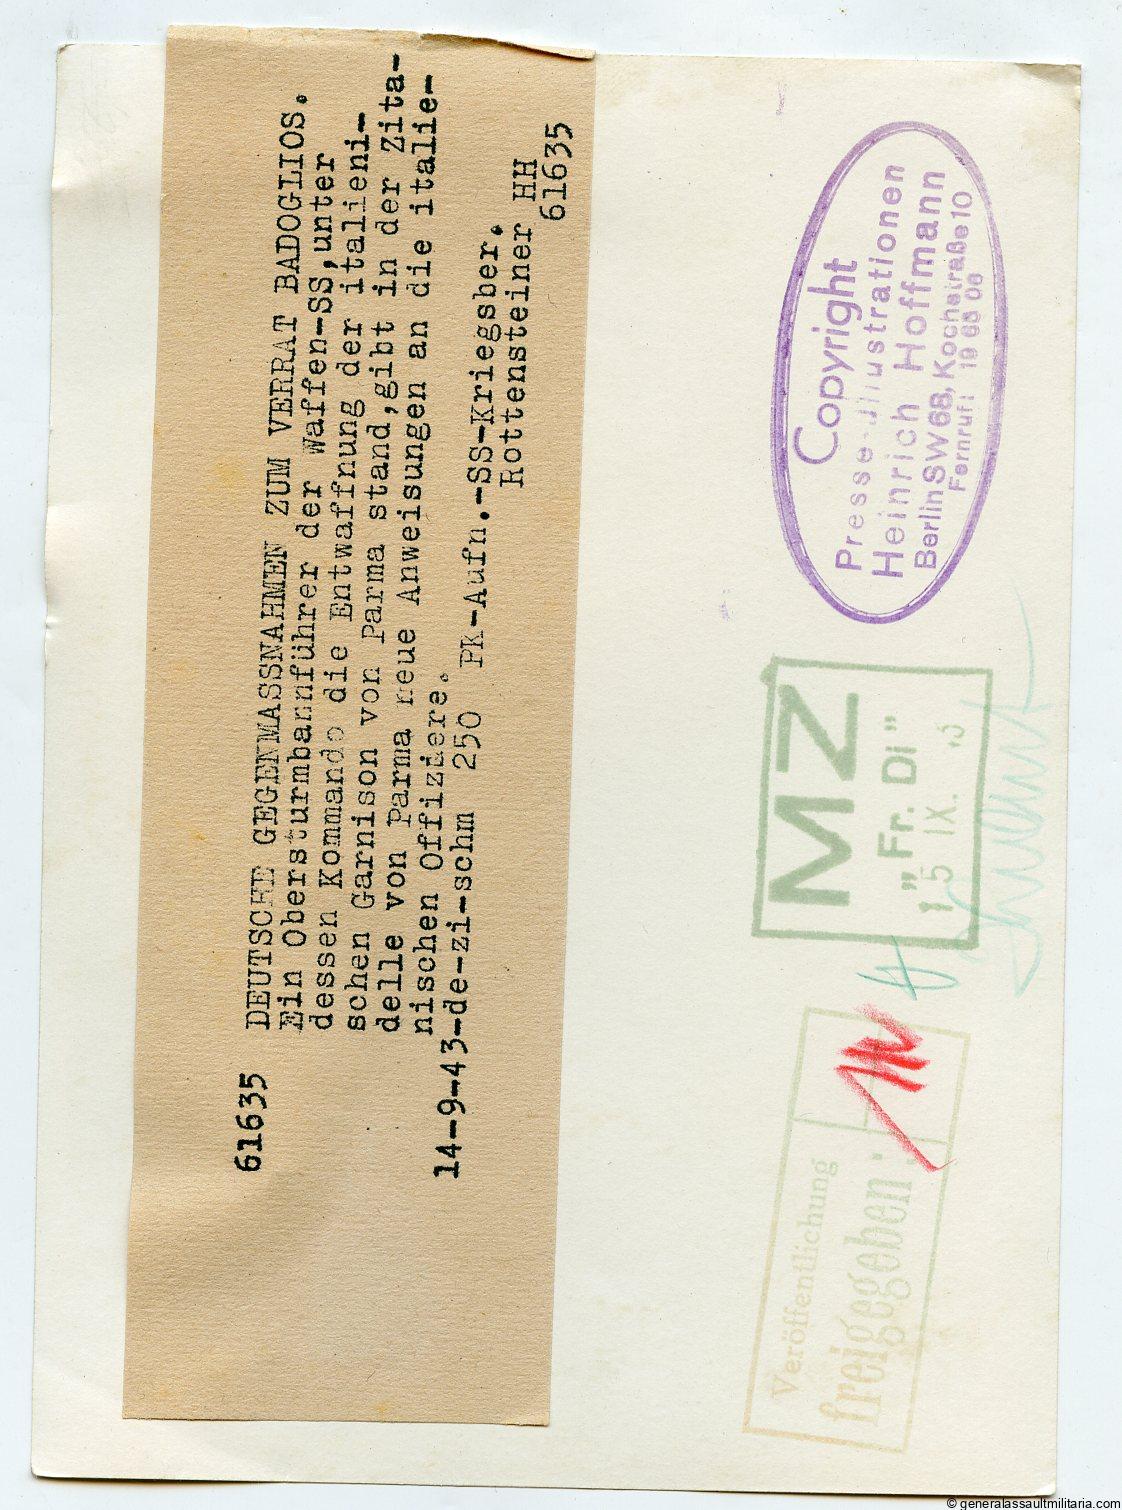 61635 DEUTSCHE GEGENMASSNAHMEN ZUM VERRAT BADOGLIOS.
Ein Obersturmbannführer der Waffen-SS,unter
dessen Kommando die Entwaffnung der italieni-
schen Garnison von Parma stand,gibt in der Zita-
delle von Parma neue Anweisungen an die italie-
nischen Offiziere.
14-9-43-de-zi-schm 250 PK-Aufn.-SS-Kriegsber.
Rottensteiner HH
61635
Copyright
Presse-Illustrationen
Heinrich Hoffmann
Berlin SW 68, Kochstraße 10
Fernruf:
MZ
"Fr. Di"
15 IX.
Veröffentlichung
freigegeben
© generalassaultmilitaria.com